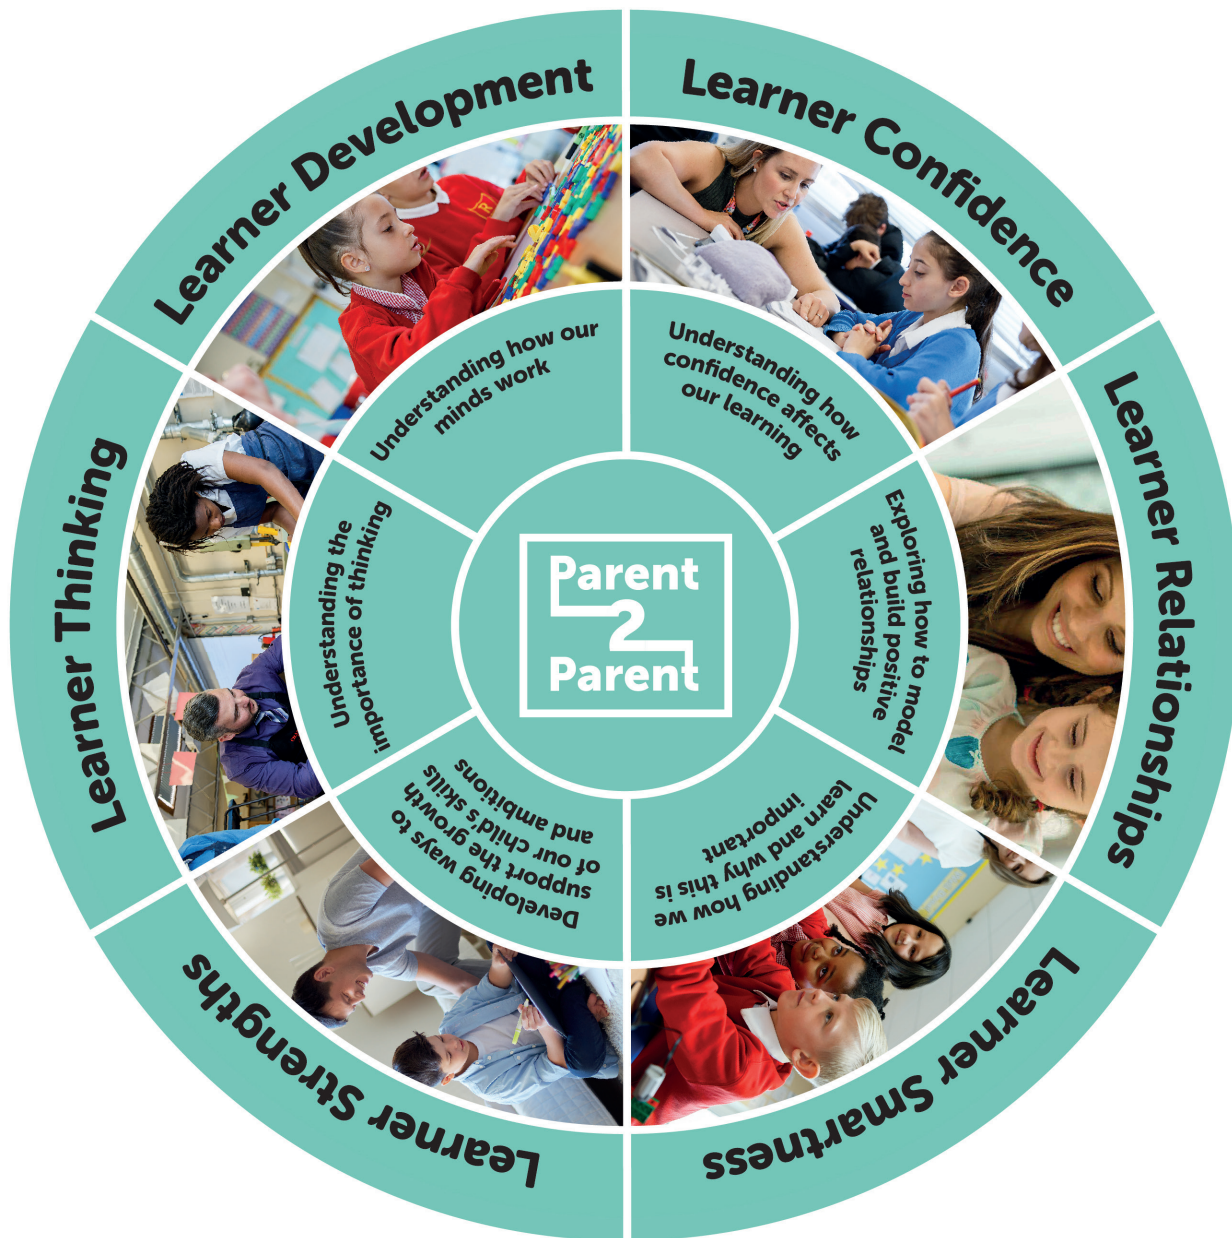 Learner Development
Learner Confidence
Learner Relationships
Learner Smartness
Learner Strengths
Learner Thinking
Understanding how our
minds work
Understanding how
confidence affects
our learning
Exploring how to model
and build positive
relationships
Understanding how we
learn and why this is
important
Developing ways to
support the growth
of our child's skills
and ambitions
Understanding the
importance of thinking
Parent
2
Parent